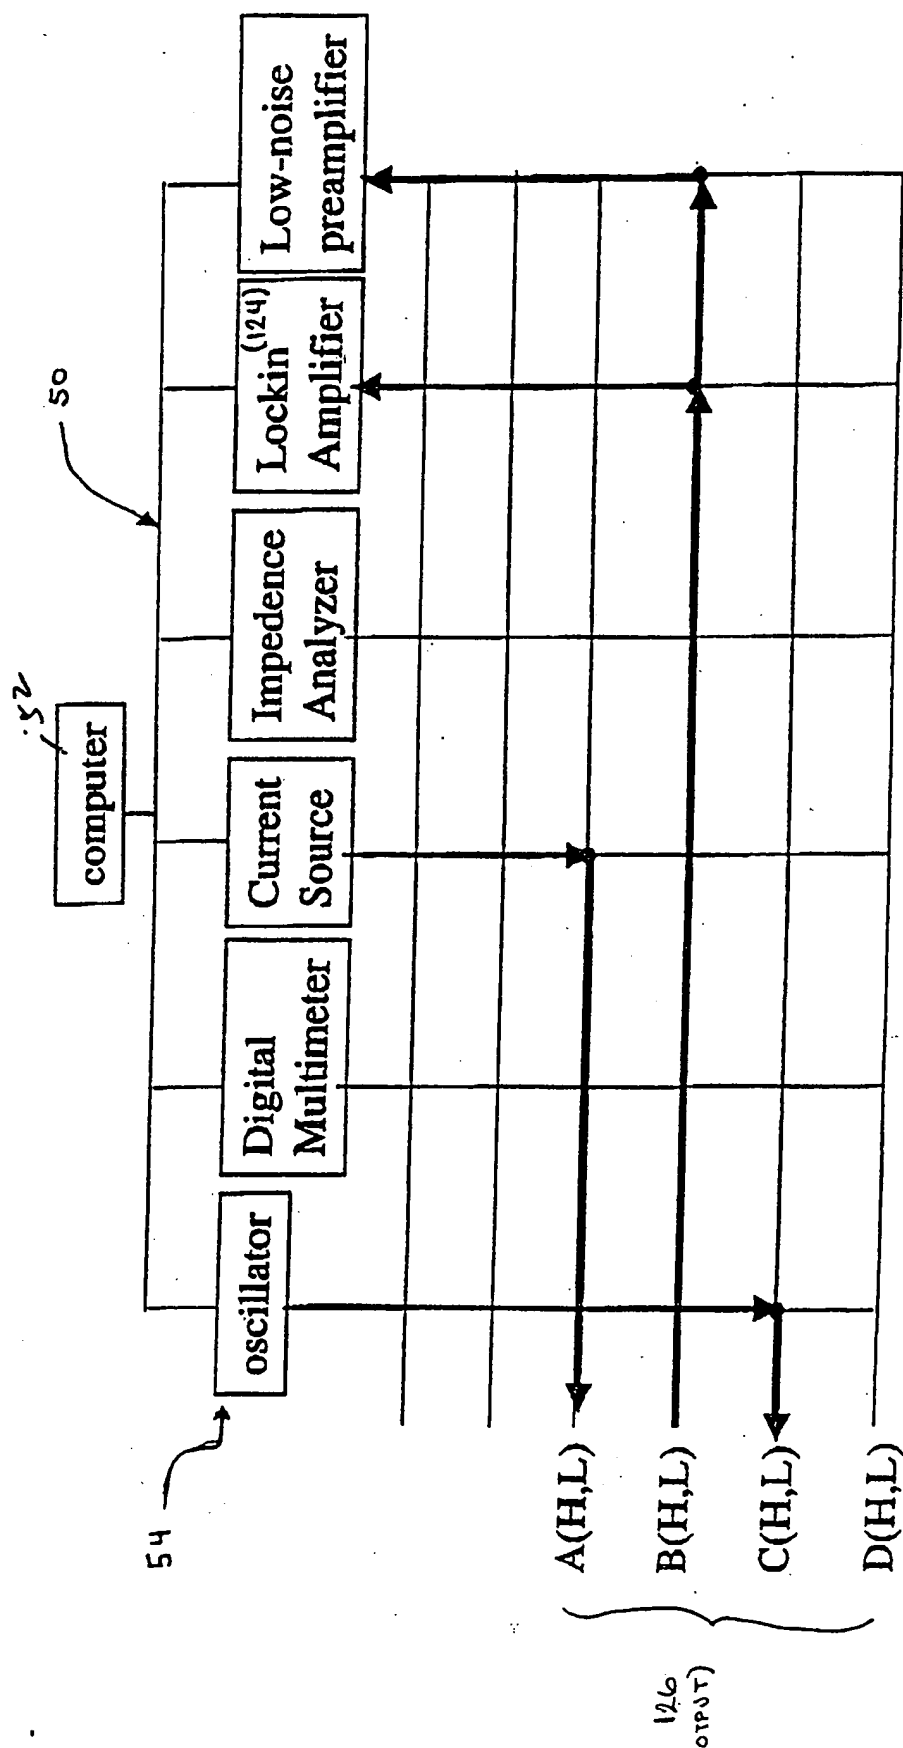 computer
52
50
54
oscillator
Digital
Multimeter
Current
Source
Impedence
Analyzer
Lockin (124)
Amplifier
Low-noise
preamplifier
A(H,L)
B(H,L)
C(H,L)
D(H,L)
126
OTPUT)